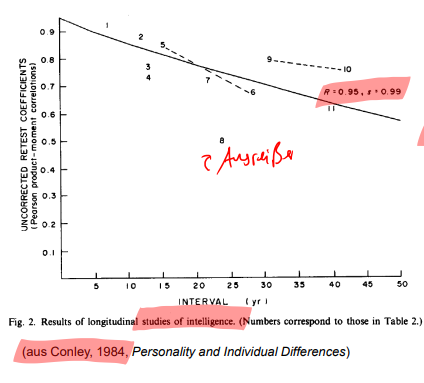 UNCORRECTED RETEST COEFFICIENTS
(Pearson product-moment correlations)
0.9
0.8
0.7
0.6
0.5
0.4
0.3
0.2
0.1
1
2
3
4
5
7
6
9
10
11
8
R=0.95, s=0.99
? Ausreißer
5 10 15 20 25 30 35 40 45 50
INTERVAL (yr)
Fig. 2. Results of longitudinal studies of intelligence. (Numbers correspond to those in Table 2.)
(aus Conley, 1984, Personality and Individual Differences)